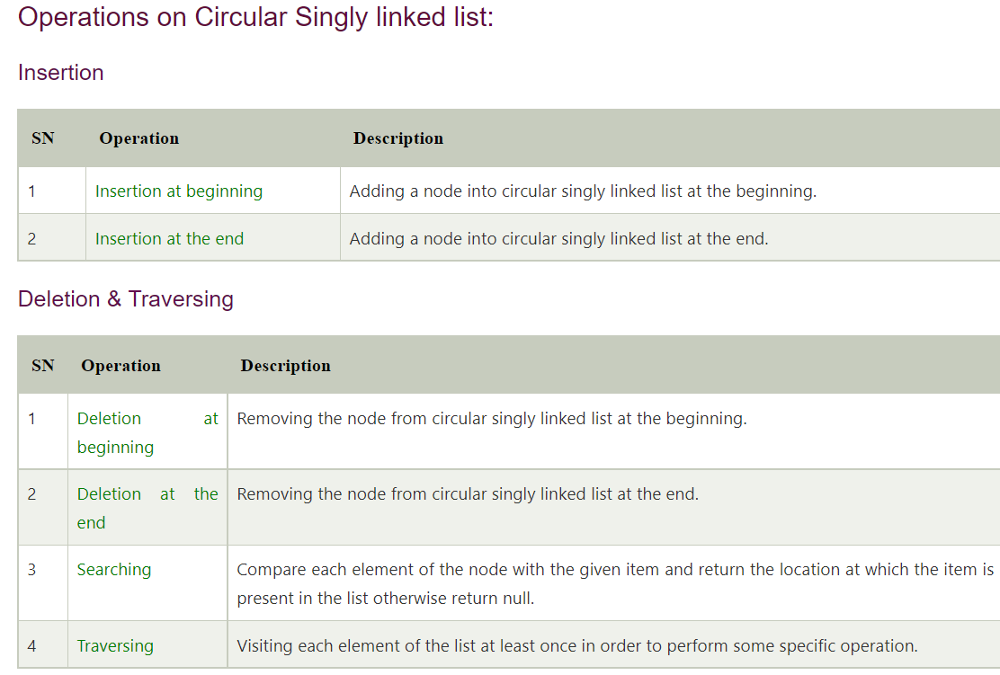 Operations on Circular Singly linked list:
Insertion
SN Operation Description
1 Insertion at beginning Adding a node into circular singly linked list at the beginning.
2 Insertion at the end Adding a node into circular singly linked list at the end.
Deletion & Traversing
SN Operation Description
1 Deletion at Removing the node from circular singly linked list at the beginning.
beginning
2 Deletion at the Removing the node from circular singly linked list at the end.
end
3 Searching Compare each element of the node with the given item and return the location at which the item is
present in the list otherwise return null.
4 Traversing Visiting each element of the list at least once in order to perform some specific operation.